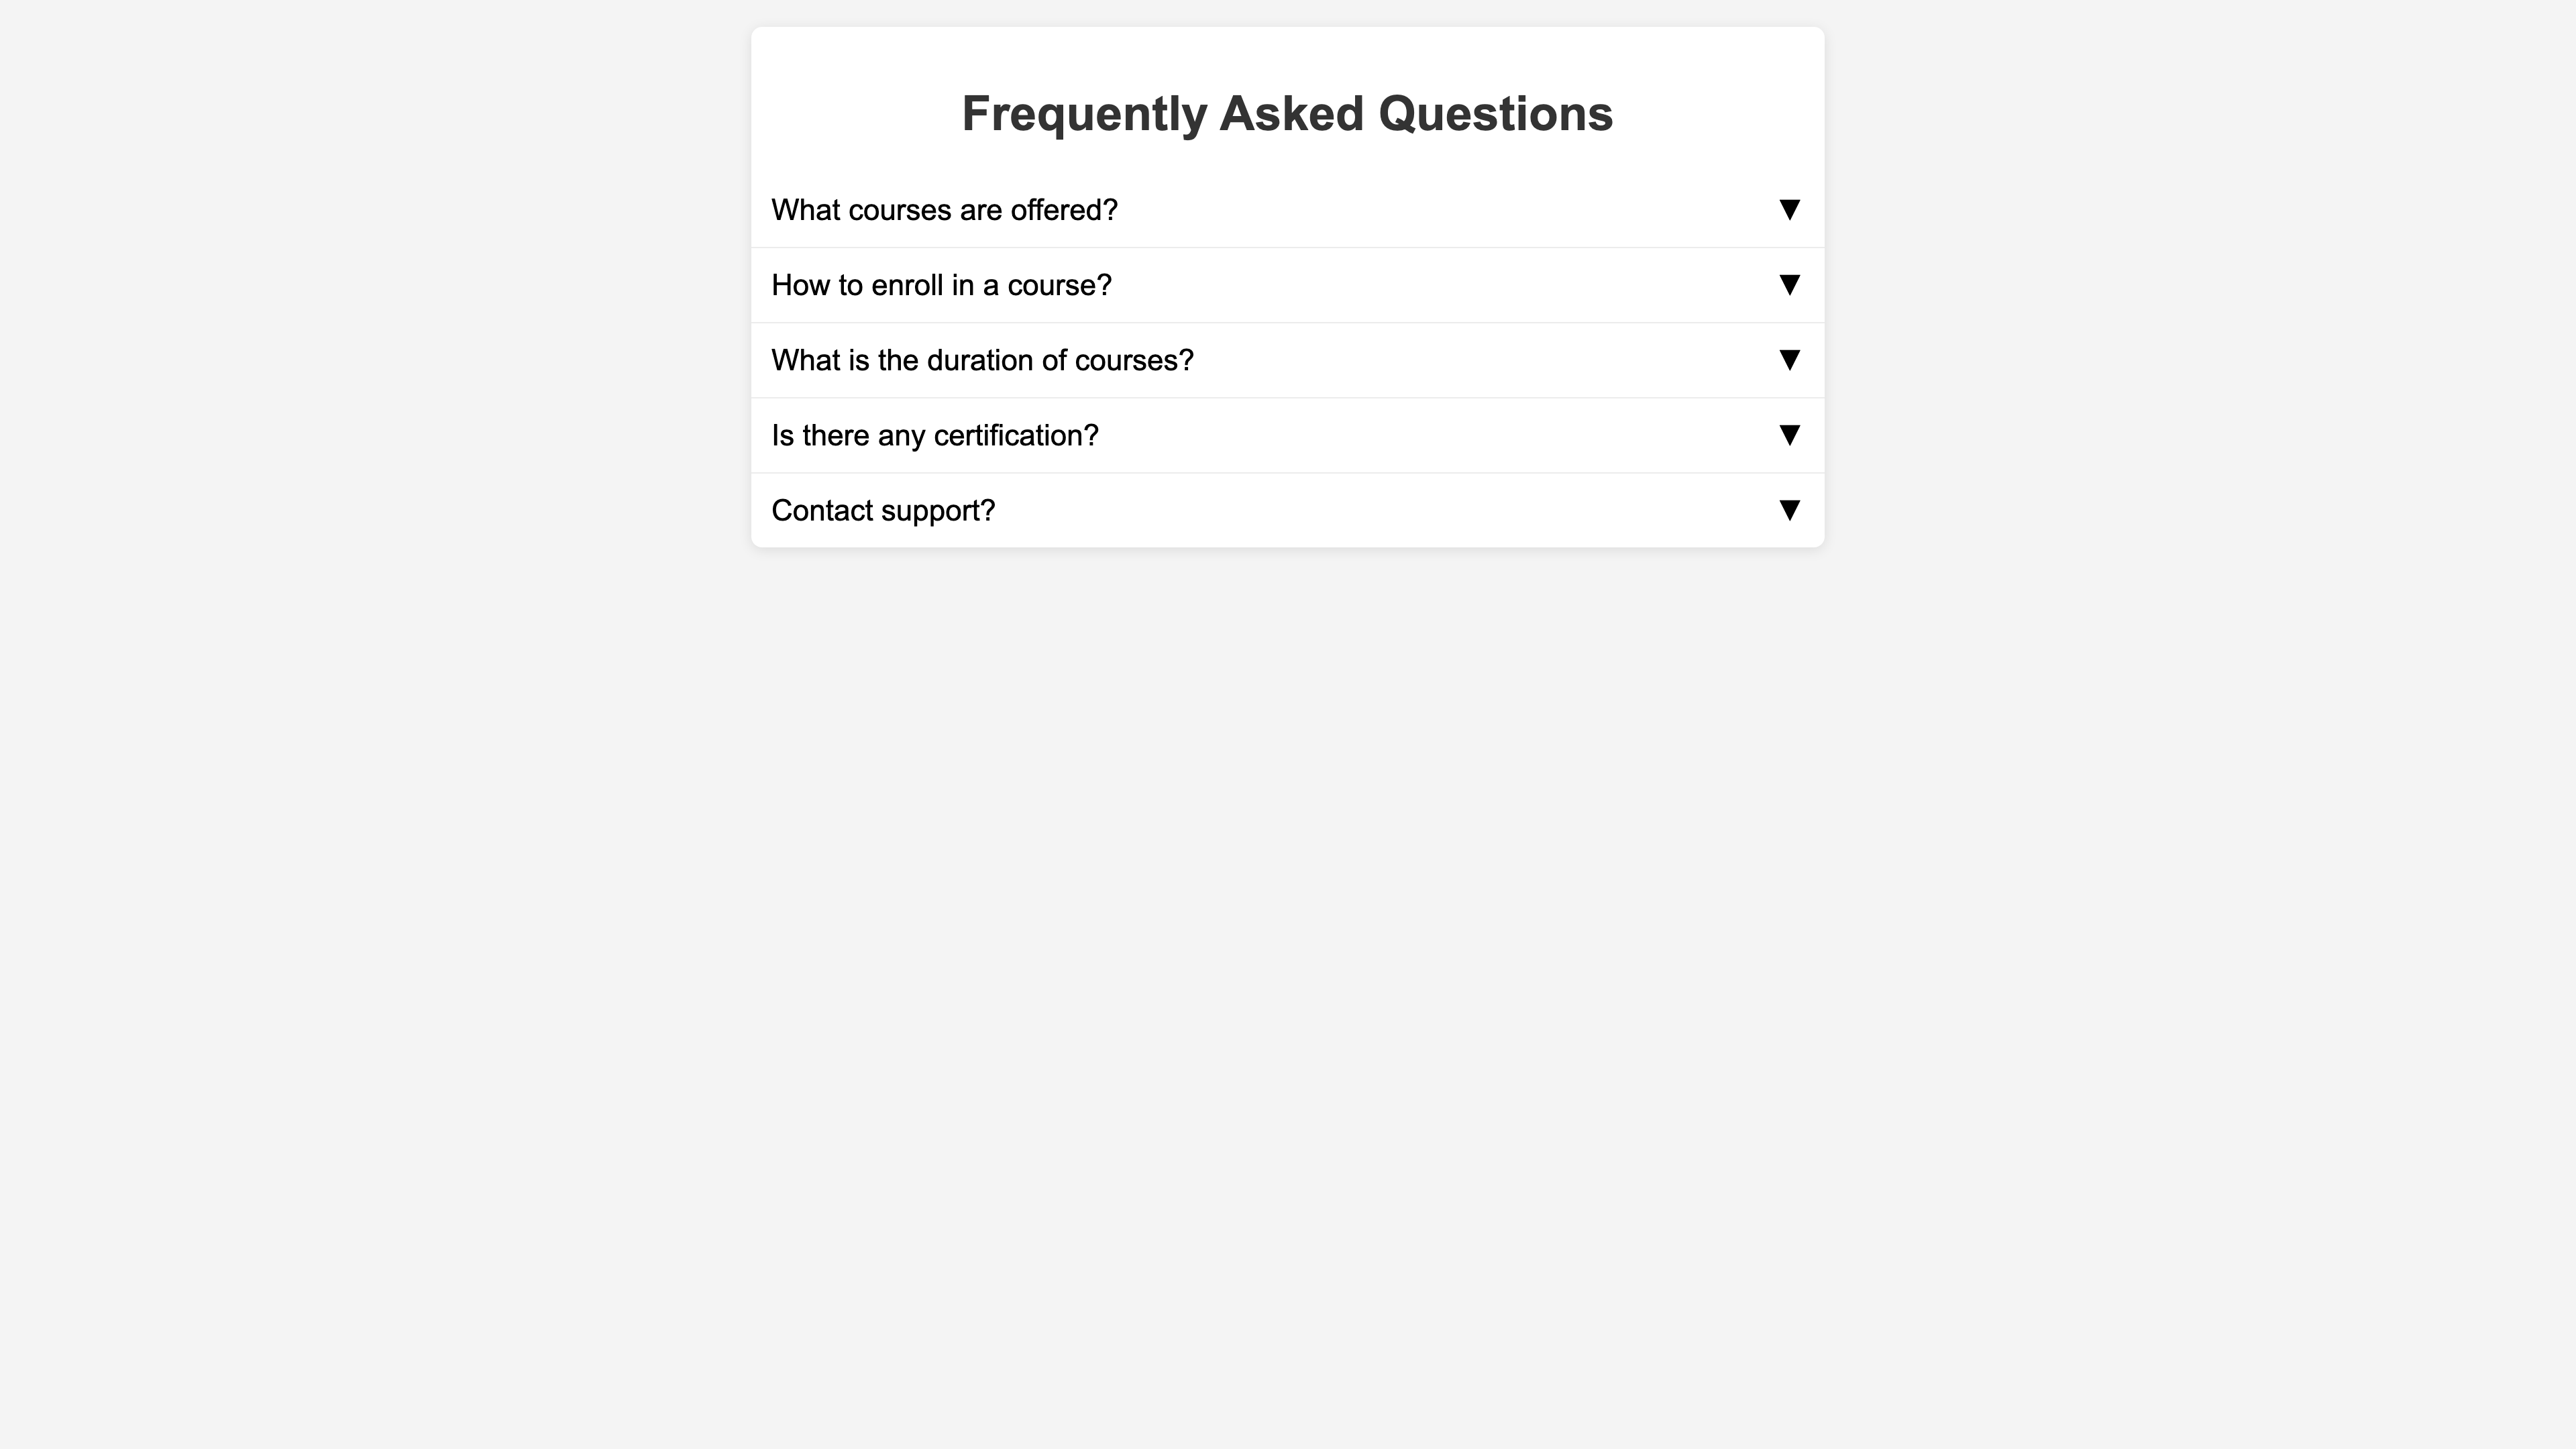 Frequently Asked Questions
What courses are offered? ▼
How to enroll in a course? ▼
What is the duration of courses? ▼
Is there any certification? ▼
Contact support? ▼